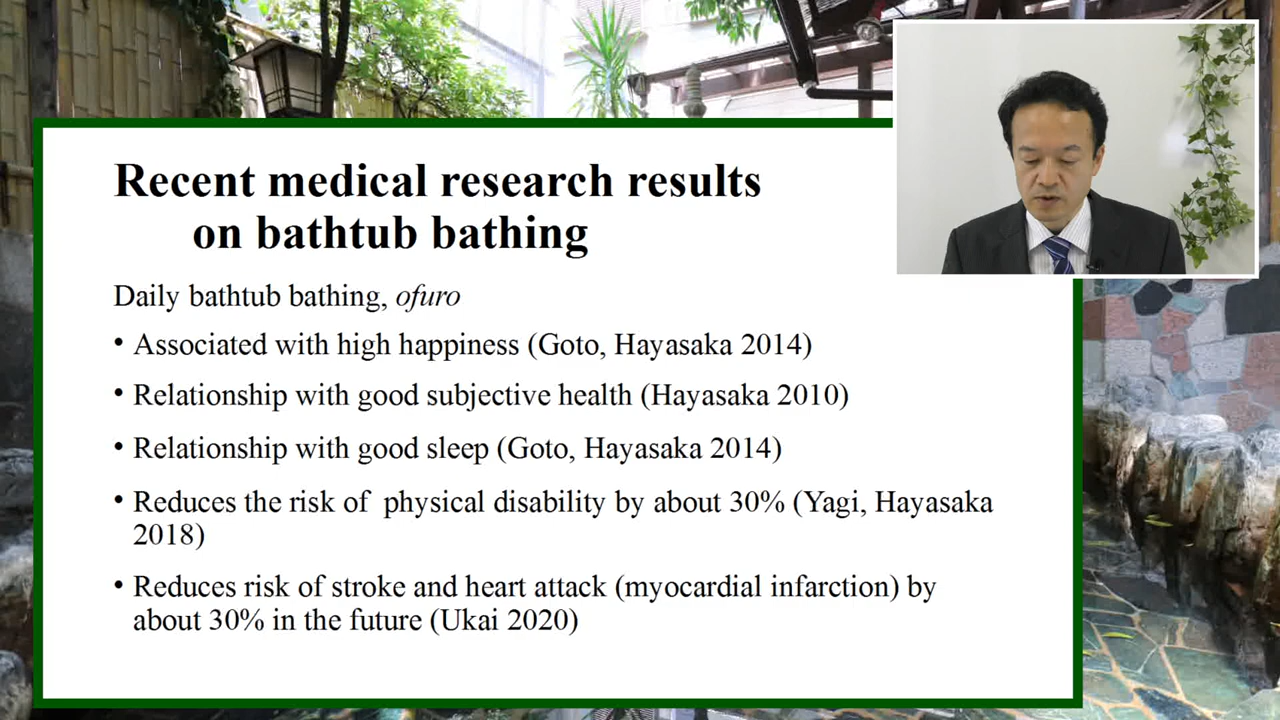 Recent medical research results
on bathtub bathing
Daily bathtub bathing, ofuro
• Associated with high happiness (Goto, Hayasaka 2014)
• Relationship with good subjective health (Hayasaka 2010)
• Relationship with good sleep (Goto, Hayasaka 2014)
• Reduces the risk of  physical disability by about 30% (Yagi, Hayasaka
2018)
• Reduces risk of stroke and heart attack (myocardial infarction) by
about 30% in the future (Ukai 2020)